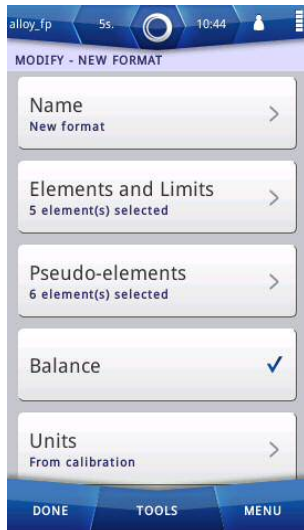 alloy_fp 5s. 10:44
MODIFY - NEW FORMAT
Name
New format
Elements and Limits
5 element(s) selected
Pseudo-elements
6 element(s) selected
Balance
Units
From calibration
DONE TOOLS MENU